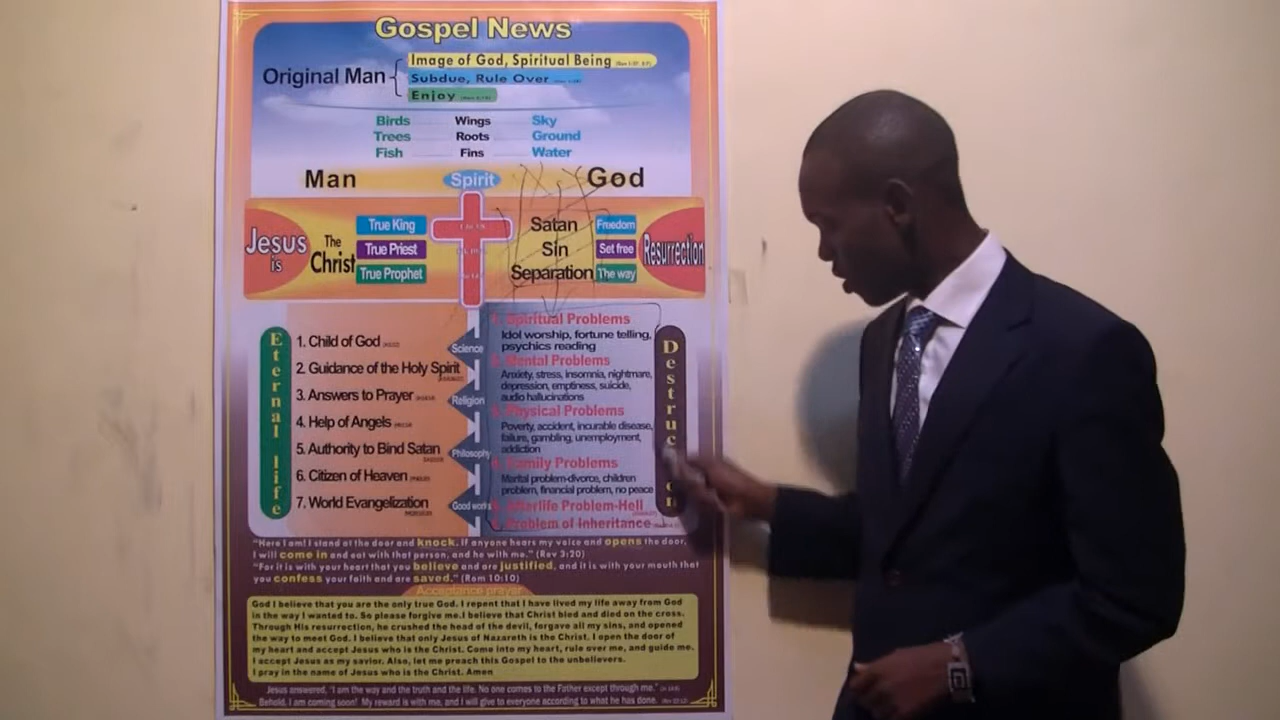 Gospel News
Original Man
Image of God, Spiritual Being
Subdue, Rule Over
Enjoy
Birds Wings Sky
Trees Roots Ground
Fish Fins Water
Man Spirit God
Jesus is
The Christ
True King
True Priest
True Prophet
Satan
Sin
Separation
Freedom
Set free
The way
Resurrection
Eternal life
1. Child of God
2. Guidance of the Holy Spirit
3. Answers to Prayer
4. Help of Angels
5. Authority to Bind Satan
6. Citizen of Heaven
7. World Evangelization
Science
Religion
Philosophy
Good work
1. Spiritual Problems
Idol worship, fortune telling,
psychics reading
Mental Problems
Anxiety, stress, insomnia, nightmare,
depression, emptiness, suicide,
audio hallucinations
Physical Problems
Poverty, accident, incurable disease,
failure, gambling, unemployment,
addiction
Family Problems
Marital problem-divorce, children
problem, financial problem, no peace
Afterlife Problem-Hell
Problem of Inheritance
"Here I am! I stand at the door and knock. If anyone hears my voice and opens the door,
I will come in and eat with that person, and he with me." (Rev 3:20)
"For it is with your heart that you believe and are justified, and it is with your mouth that
you confess your faith and are saved." (Rom 10:10)
Acceptance prayer
God I believe that you are the only true God. I repent that I have lived my life away from God
in the way I wanted to. So please forgive me.I believe that Christ bled and died on the cross.
Through His resurrection, he crushed the head of the devil, forgave all my sins, and opened
the way to meet God. I believe that only Jesus of Nazareth is the Christ. I open the door of
my heart and accept Jesus who is the Christ. Come into my heart, rule over me, and guide me.
I accept Jesus as my savior. Also, let me preach this Gospel to the unbelievers.
I pray in the name of Jesus who is the Christ. Amen
Jesus answered, "I am the way and the truth and the life. No one comes to the Father except through me."
Behold, I am coming soon! My reward is with me, and I will give to everyone according to what he has done.